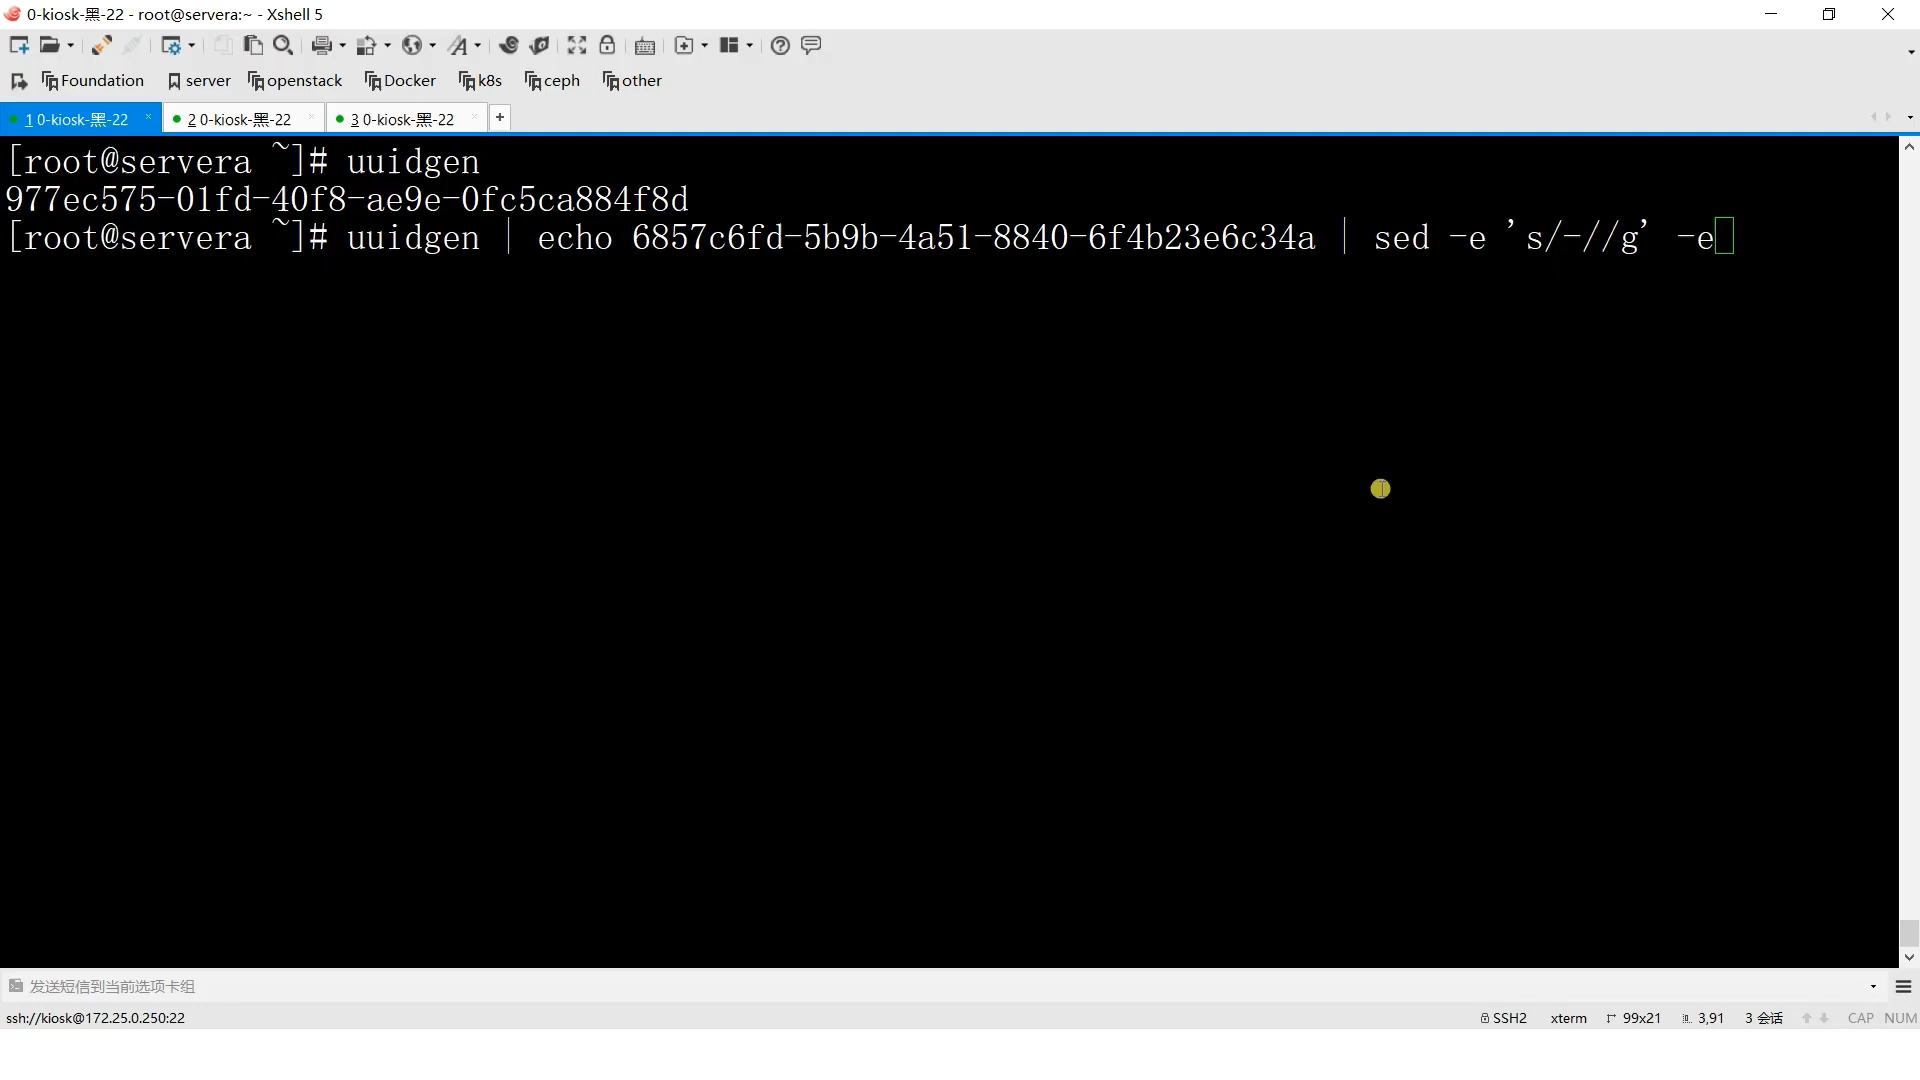 0-kiosk-黑-22 - root@servera:~ - Xshell 5
Foundation server openstack Docker k8s ceph other
1 0-kiosk-黑-22 × 2 0-kiosk-黑-22 × 3 0-kiosk-黑-22 × +
[root@servera ~]# uuidgen
977ec575-01fd-40f8-ae9e-0fc5ca884f8d
[root@servera ~]# uuidgen | echo 6857c6fd-5b9b-4a51-8840-6f4b23e6c34a | sed -e 's/-//g' -e
发送短信到当前选项卡组
ssh://kiosk@172.25.0.250:22 SSH2 xterm 99x21 3,91 3 会话 CAP NUM